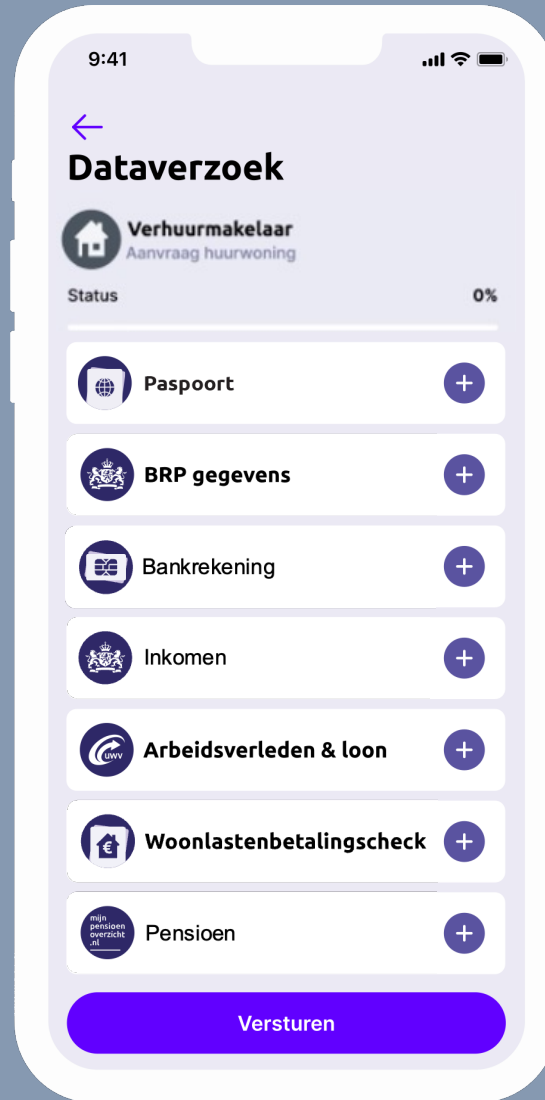 9:41
Dataverzoek
Verhuurmakelaar
Aanvraag huurwoning
Status 0%
Paspoort
BRP gegevens
Bankrekening
Inkomen
uwv
Arbeidsverleden & loon
€
Woonlastenbetalingscheck
mijn
pensioen
overzicht
.nl
Pensioen
Versturen